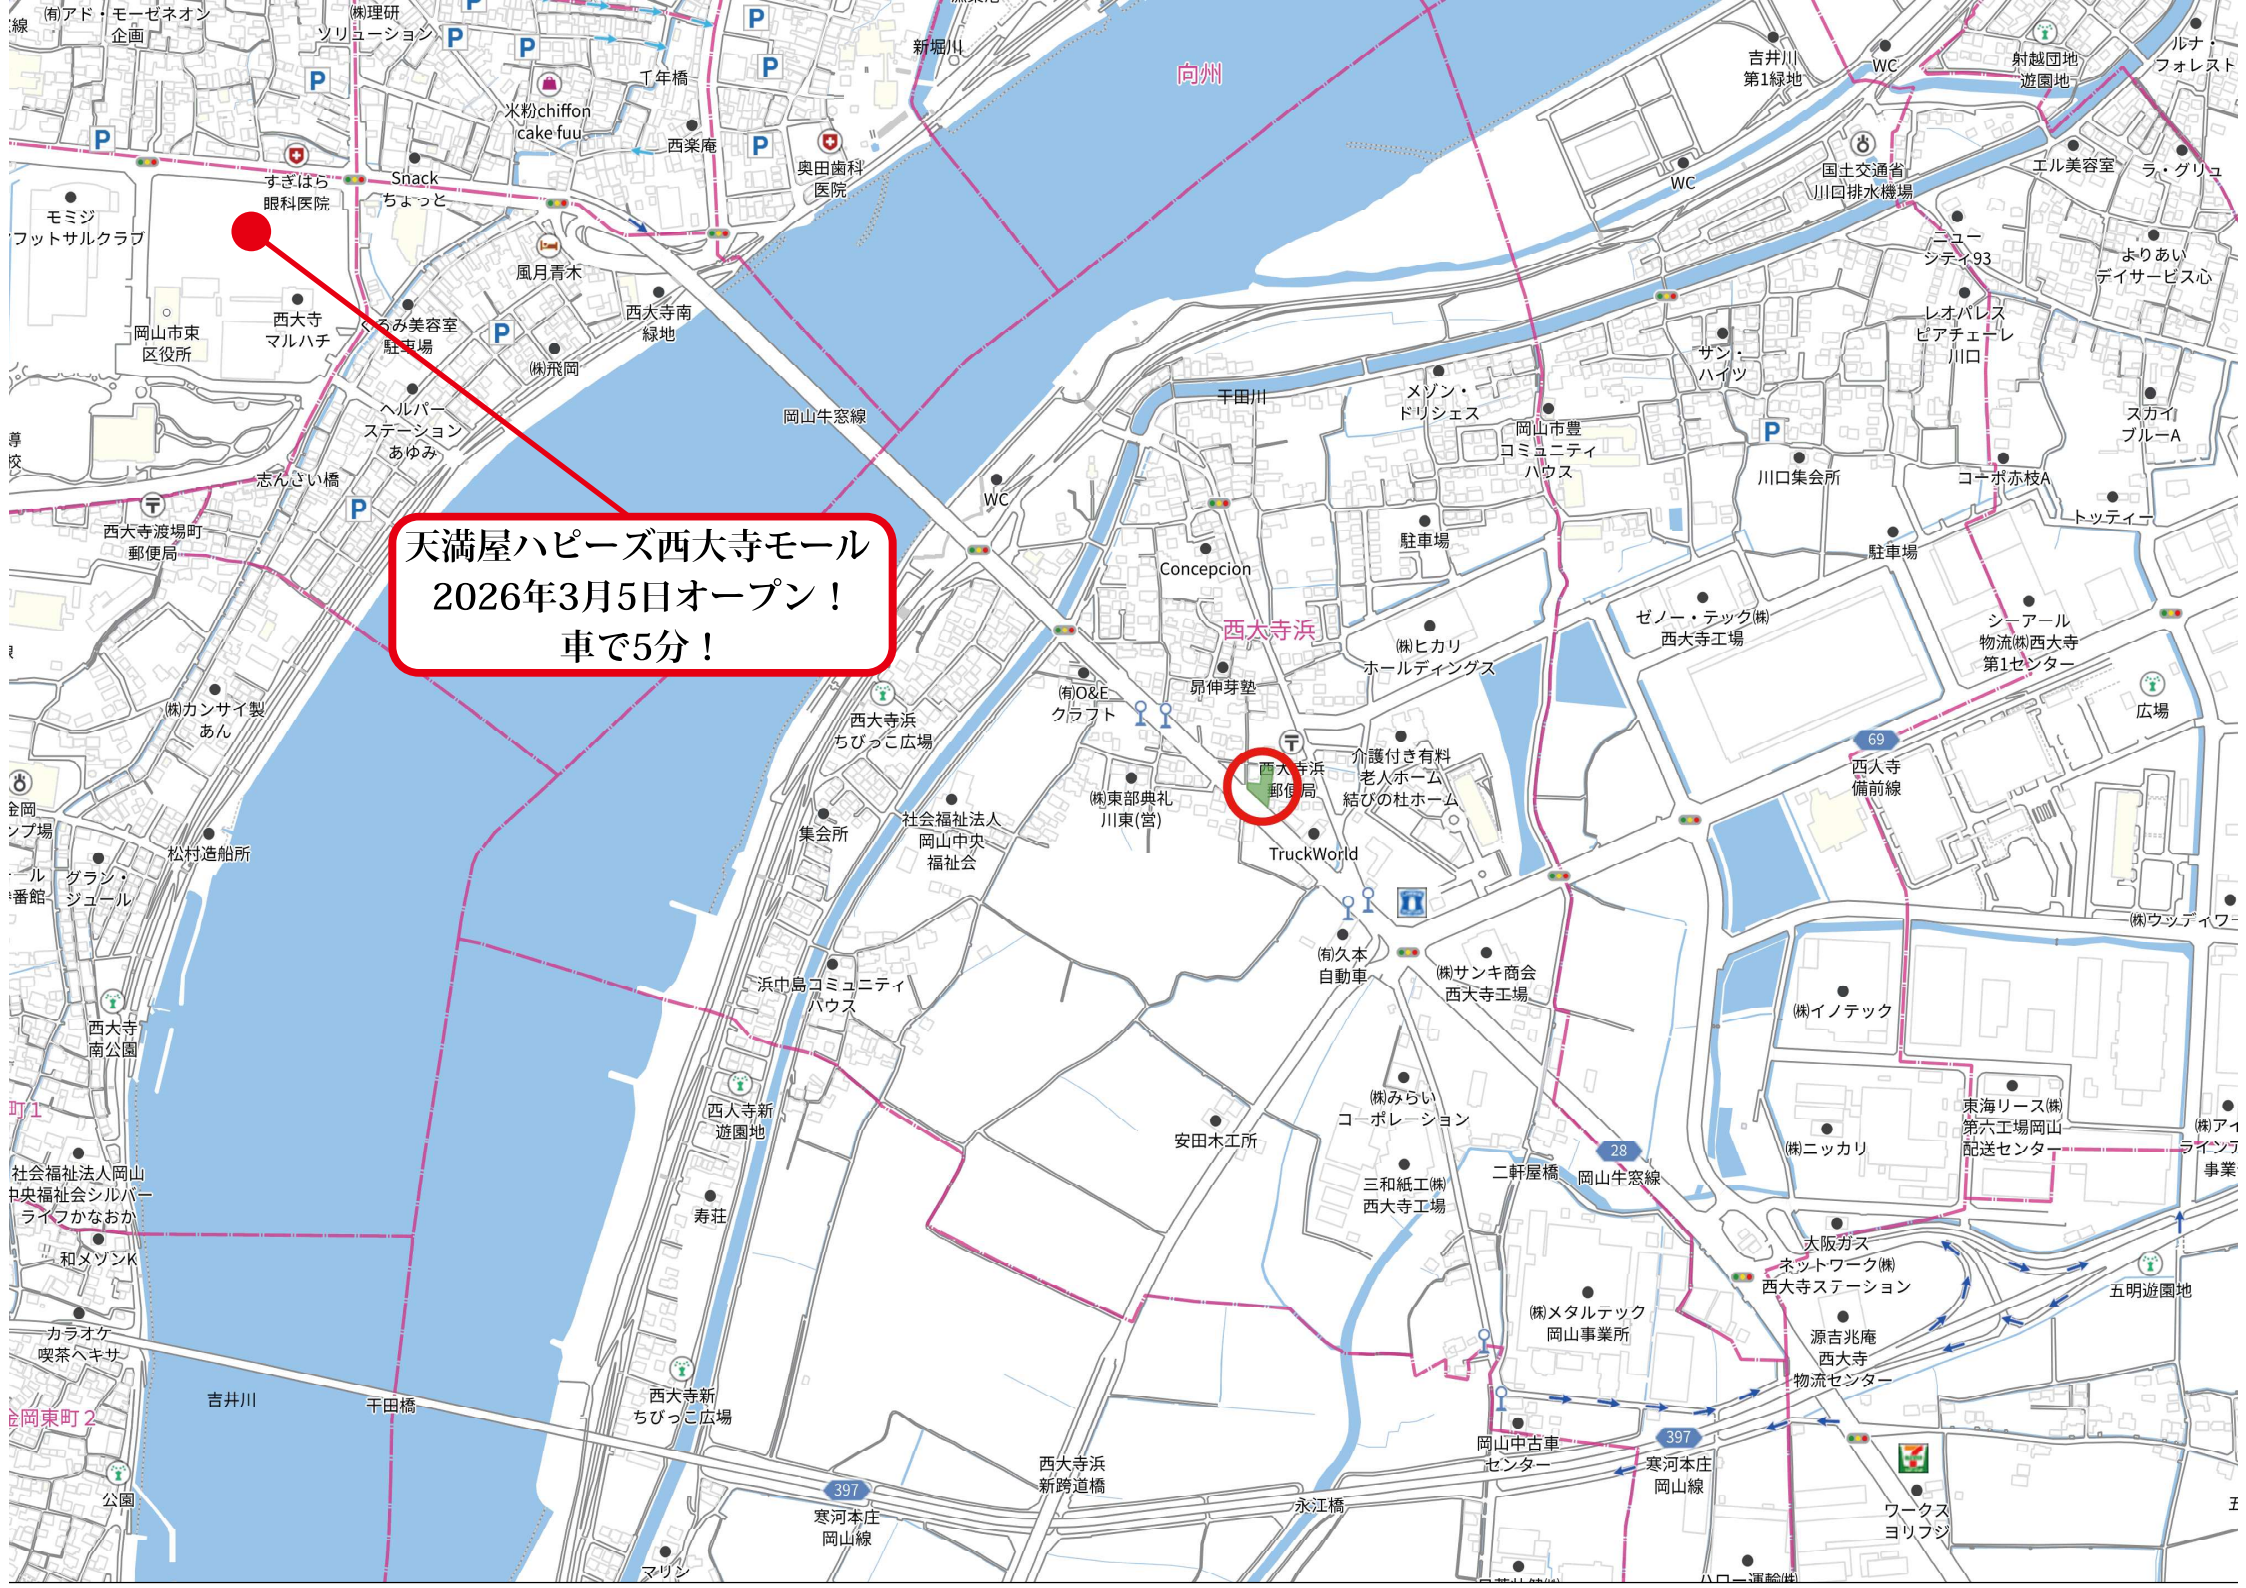 天満屋ハピーズ西大寺モール
2026年3月5日オープン！
車で5分！
㈲アド・モーゼネオン
企画
㈱理研
ソリューション
P
P
P
P
P
P
P
P
米粉chiffon
cake fuu
千年橋
西楽庵
新堀川
向州
奥田歯科
医院
すぎはら
眼科医院
Snack
ちょっと
モミジ
フットサルクラブ
風月青木
西大寺南
緑地
岡山市東
区役所
西大寺
マルハチ
くるみ美容室
駐車場
P
㈱飛岡
ヘルパー
ステーション
あゆみ
志んさい橋
P
西大寺渡場町
郵便局
岡山牛窓線
吉井川
第1緑地
WC
射越団地
遊園地
ルナ・
フォレスト
WC
国土交通省
川口排水機場
エル美容室
ラ・グリュ
ニュー
シティ93
よりあい
デイサービス心
レオパレス
ピアチェーレ
川口
サン・
ハイツ
メゾン・
ドリシェス
干田川
岡山市豊
コミュニティ
ハウス
P
川口集会所
スカイ
ブルーA
コーポ赤枝A
トッティー
駐車場
駐車場
WC
Concepcion
西大寺浜
昴伸芽塾
㈱ヒカリ
ホールディングス
ゼノー・テック㈱
西大寺工場
シーアール
物流㈱西大寺
第1センター
広場
69
西大寺
備前線
㈲O&E
クラフト
西大寺浜
ちびっこ広場
㈱カンサイ製
あん
西大寺浜
郵便局
介護付き有料
老人ホーム
結びの杜ホーム
㈱東部典礼
川東(営)
社会福祉法人
岡山中央
福祉会
集会所
TruckWorld
松村造船所
グラン・
ジュール
㈲久本
自動車
㈱サンキ商会
西大寺工場
㈱ウッディワー
㈱イノテック
浜中島コミュニティ
ハウス
西大寺
南公園
西大寺新
遊園地
安田木工所
㈱みらい
コーポレーション
三和紙工㈱
西大寺工場
二軒屋橋
28
岡山牛窓線
㈱ニッカリ
東海リース㈱
第六工場岡山
配送センター
社会福祉法人岡山
中央福祉会シルバー
ライフかなおか
和メゾンK
寿荘
大阪ガス
ネットワーク㈱
西大寺ステーション
五明遊園地
㈱メタルテック
岡山事業所
源吉兆庵
西大寺
物流センター
カラオケ
喫茶ヘキサ
吉井川
干田橋
金岡東町２
公園
西大寺新
ちびっこ広場
397
寒河本庄
岡山線
西大寺浜
新跨道橋
永江橋
岡山中古車
センター
397
寒河本庄
岡山線
ワークス
ヨリフジ
マリン